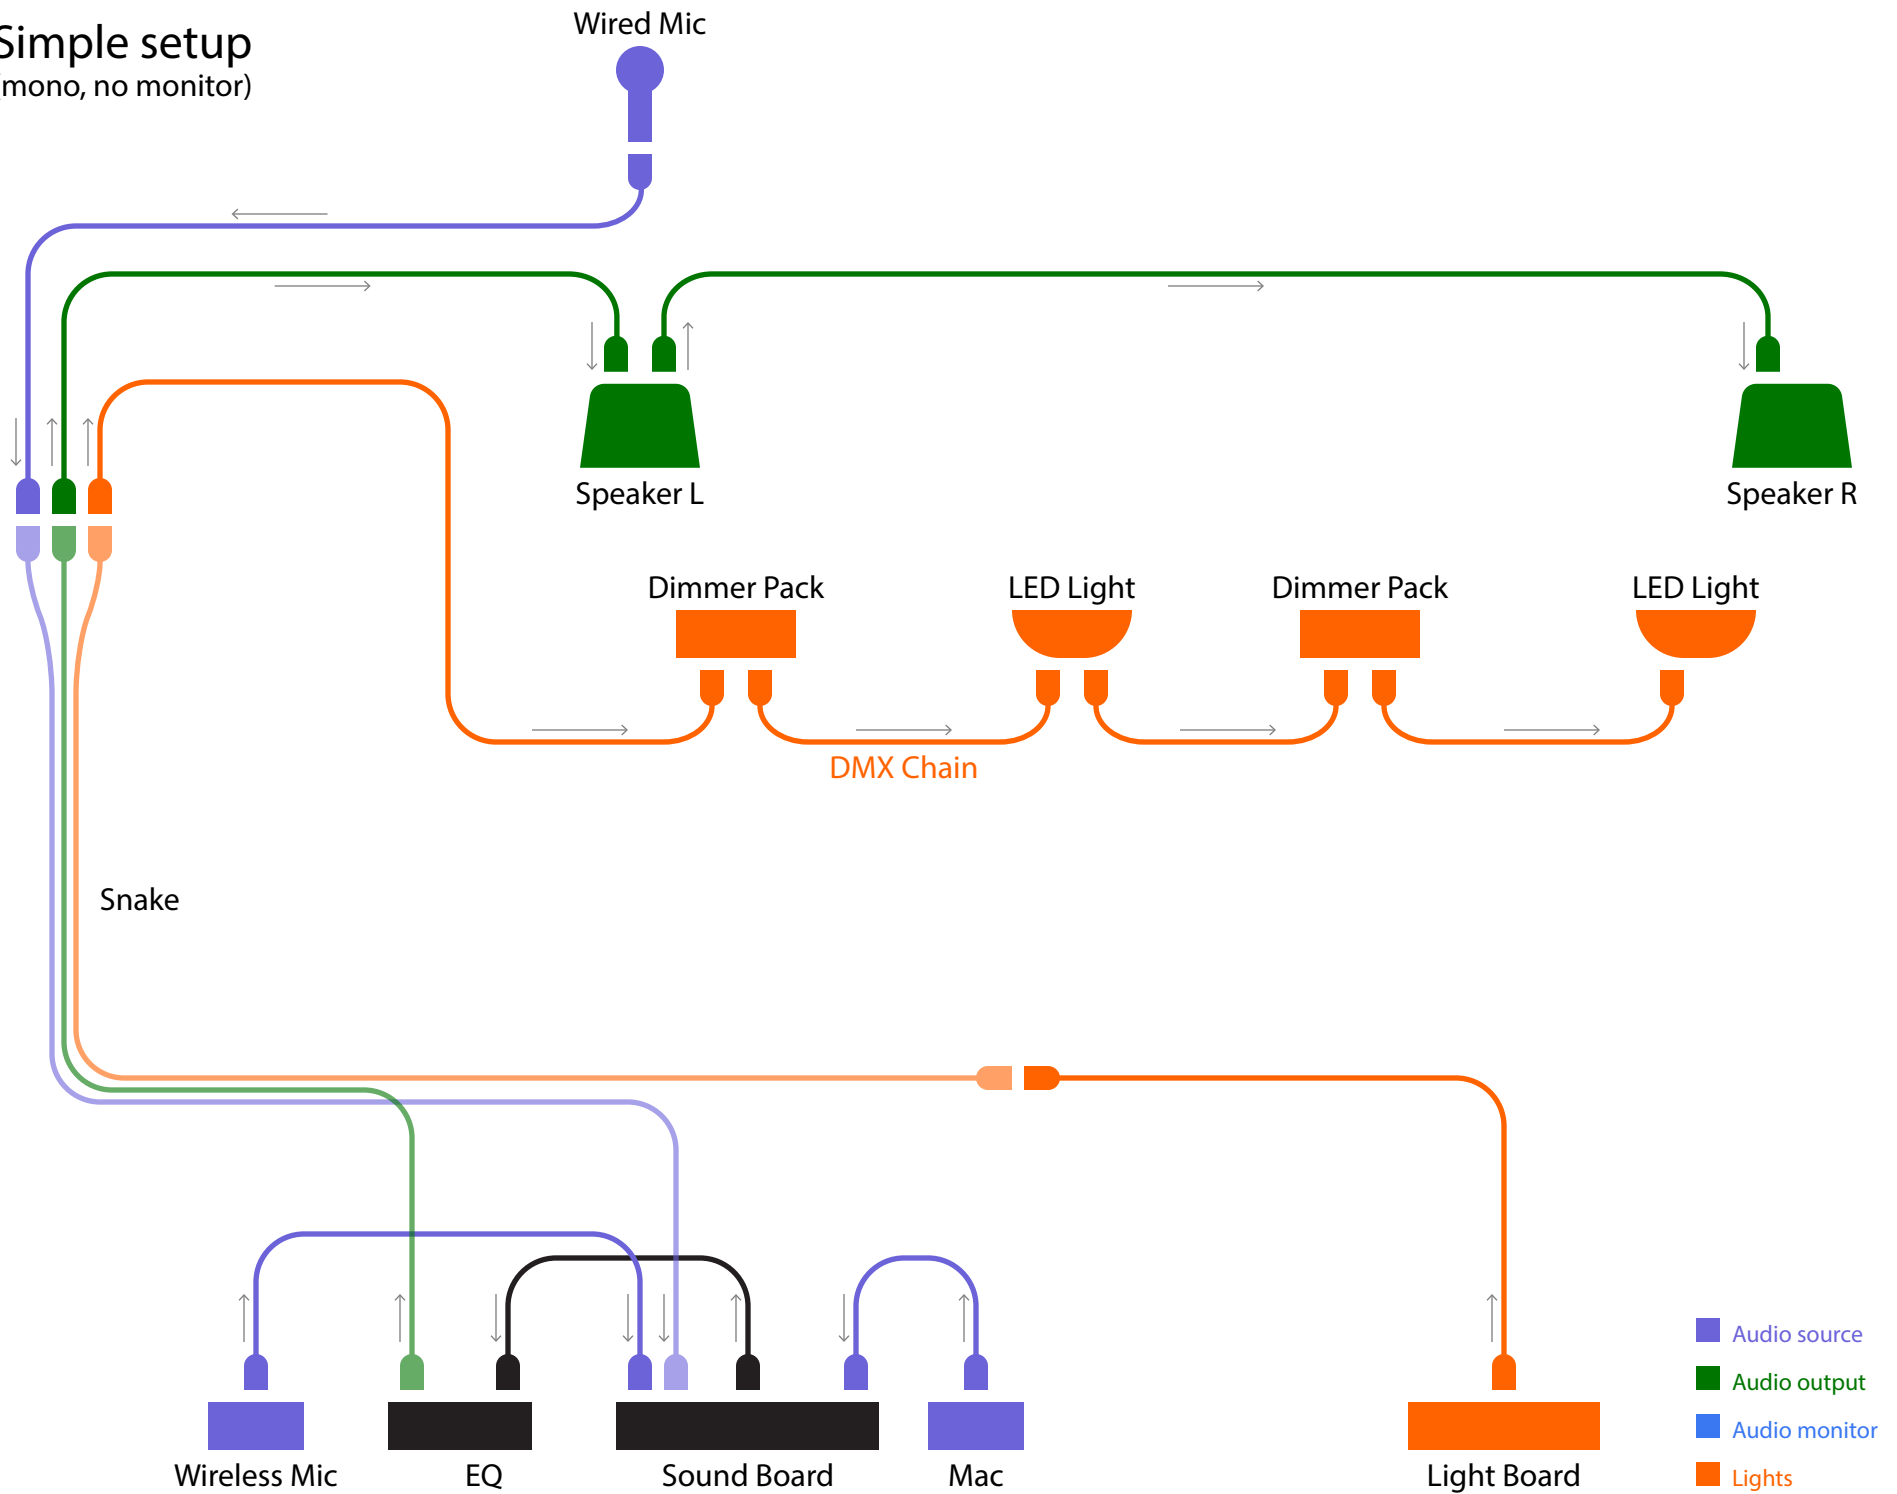 Simple setup
(mono, no monitor)
Wired Mic
Speaker L
Speaker R
Dimmer Pack
LED Light
Dimmer Pack
LED Light
DMX Chain
Snake
Wireless Mic
EQ
Sound Board
Mac
Light Board
Audio source
Audio output
Audio monitor
Lights